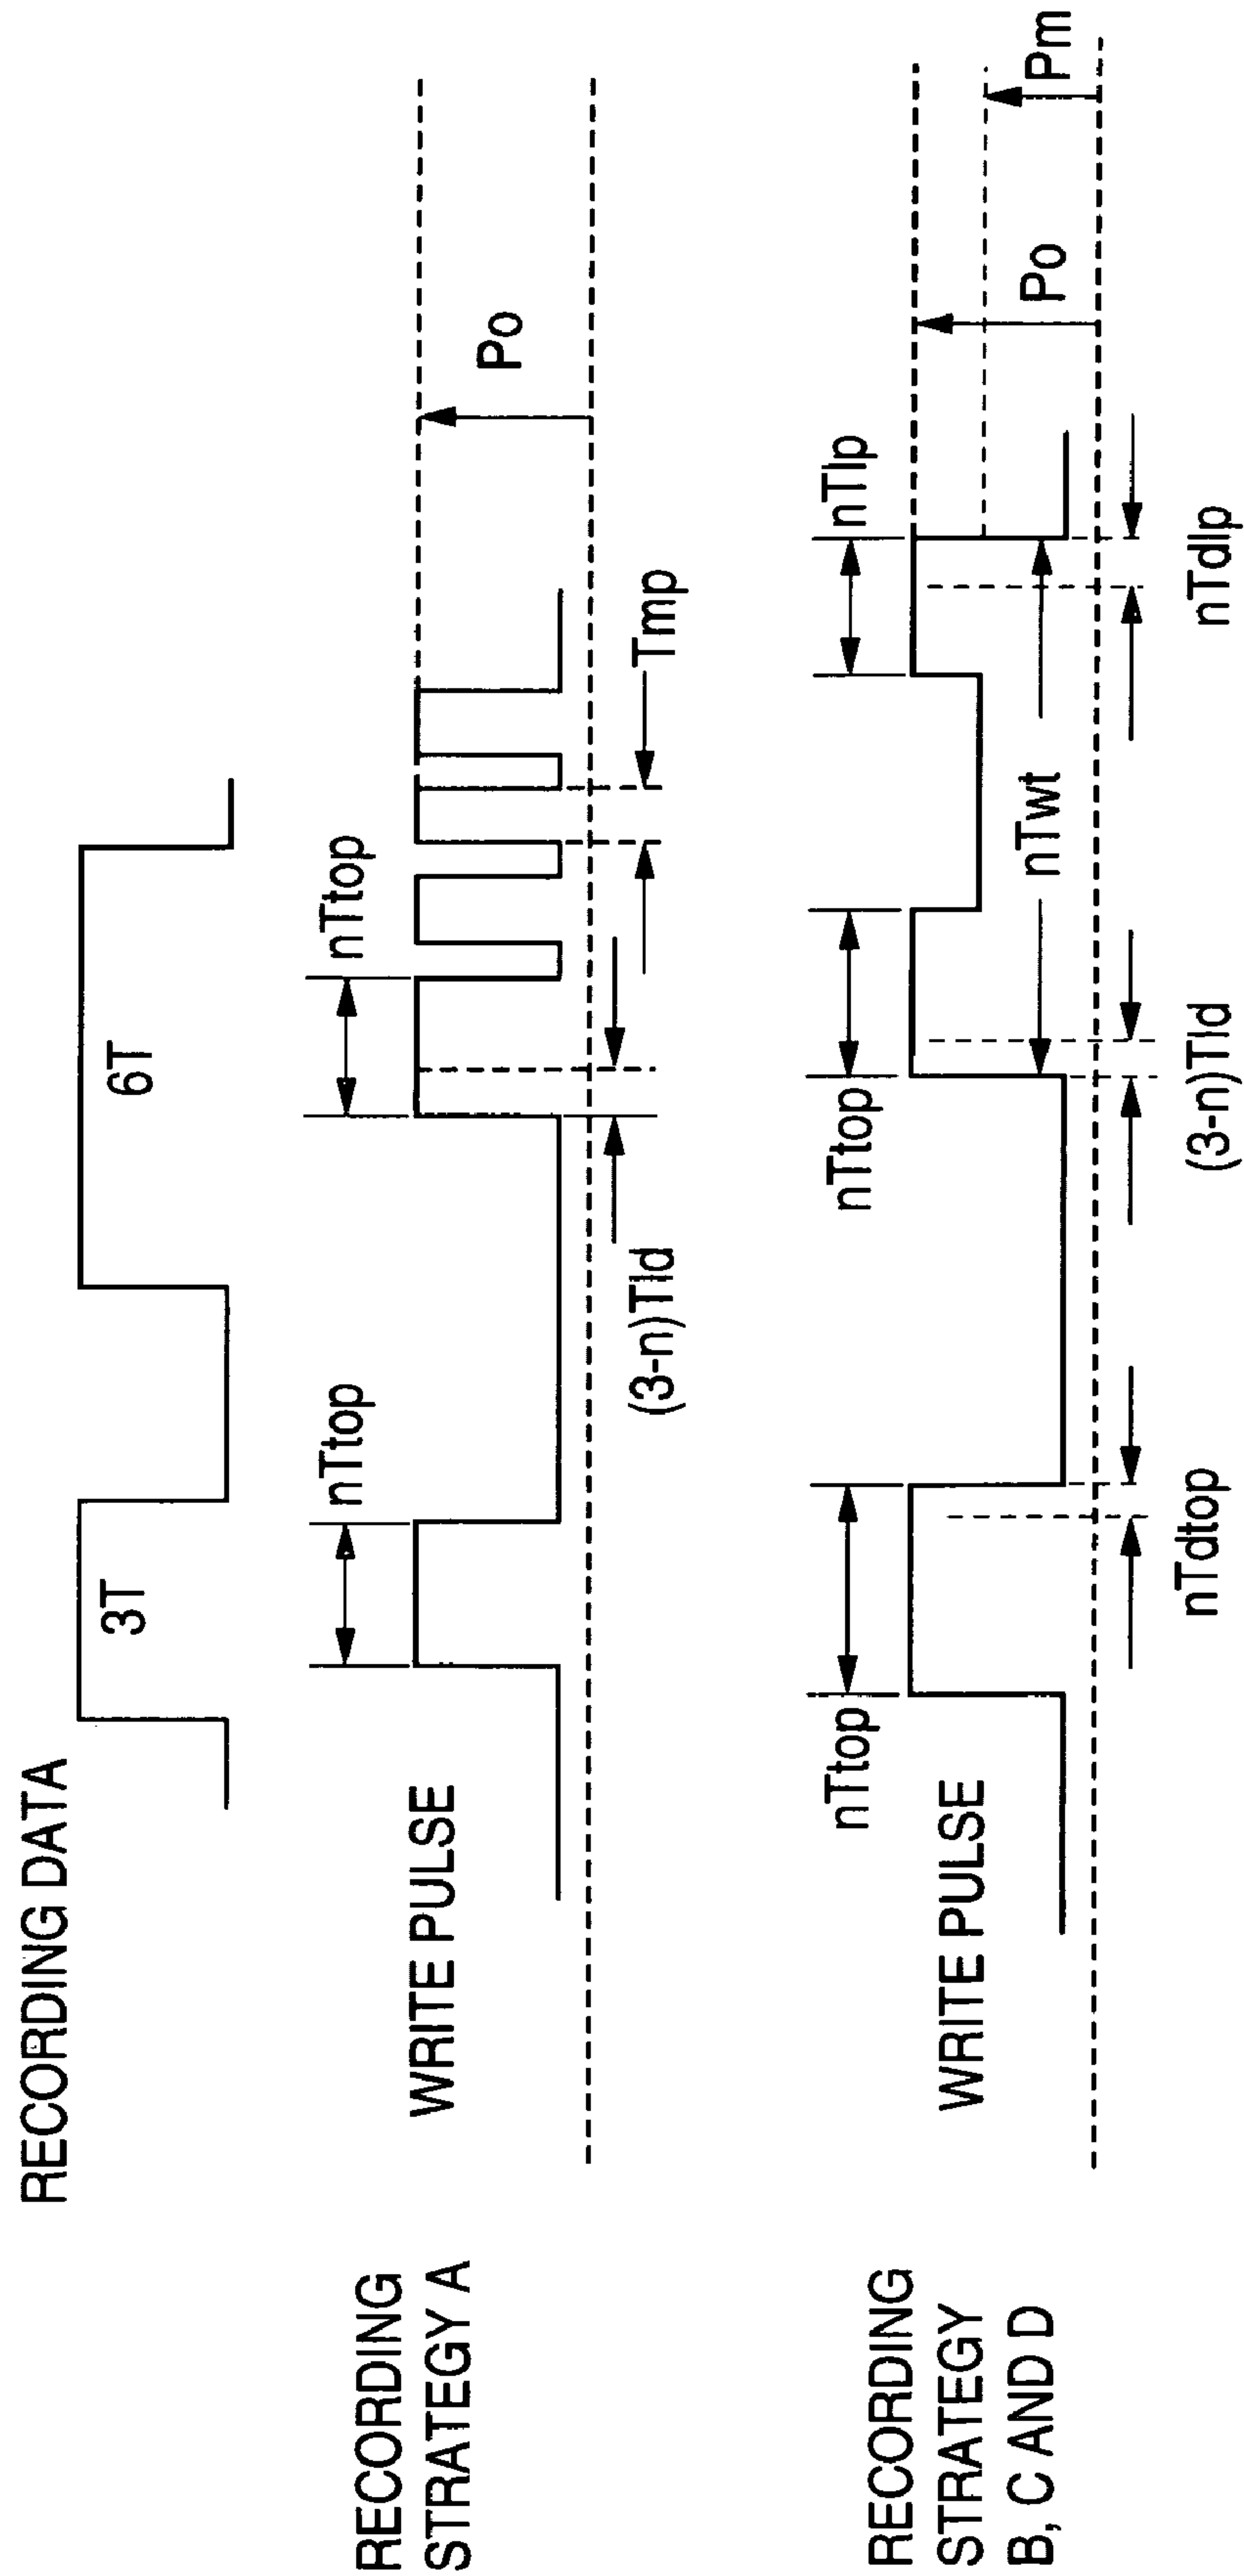 RECORDING DATA
3T
6T
RECORDING
STRATEGY A
WRITE PULSE
nTtop
nTtop
(3-n)Tld
Tmp
Po
RECORDING
STRATEGY
B, C AND D
WRITE PULSE
nTtop
nTtop
nTlp
nTwt
nTdtop
(3-n)Tld
nTdlp
Po
Pm